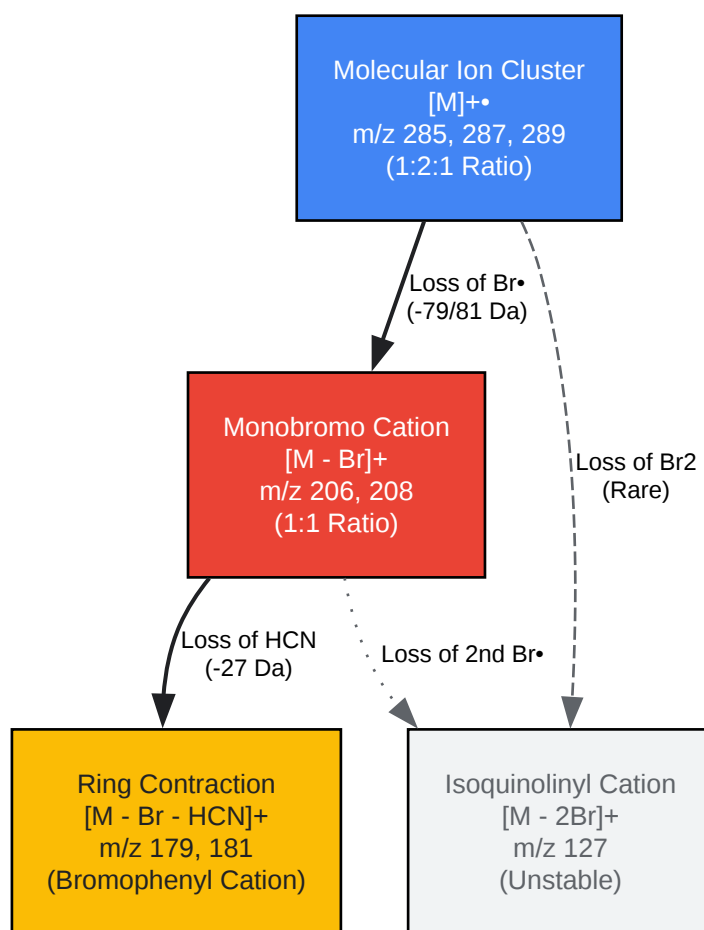 Molecular Ion Cluster
[M]+•
m/z 285, 287, 289
(1:2:1 Ratio)
Loss of Br•
(-79/81 Da)
Monobromo Cation
[M - Br]+
m/z 206, 208
(1:1 Ratio)
Loss of Br2
(Rare)
Loss of HCN
(-27 Da)
Loss of 2nd Br•
Ring Contraction
[M - Br - HCN]+
m/z 179, 181
(Bromophenyl Cation)
Isoquinolinyl Cation
[M - 2Br]+
m/z 127
(Unstable)